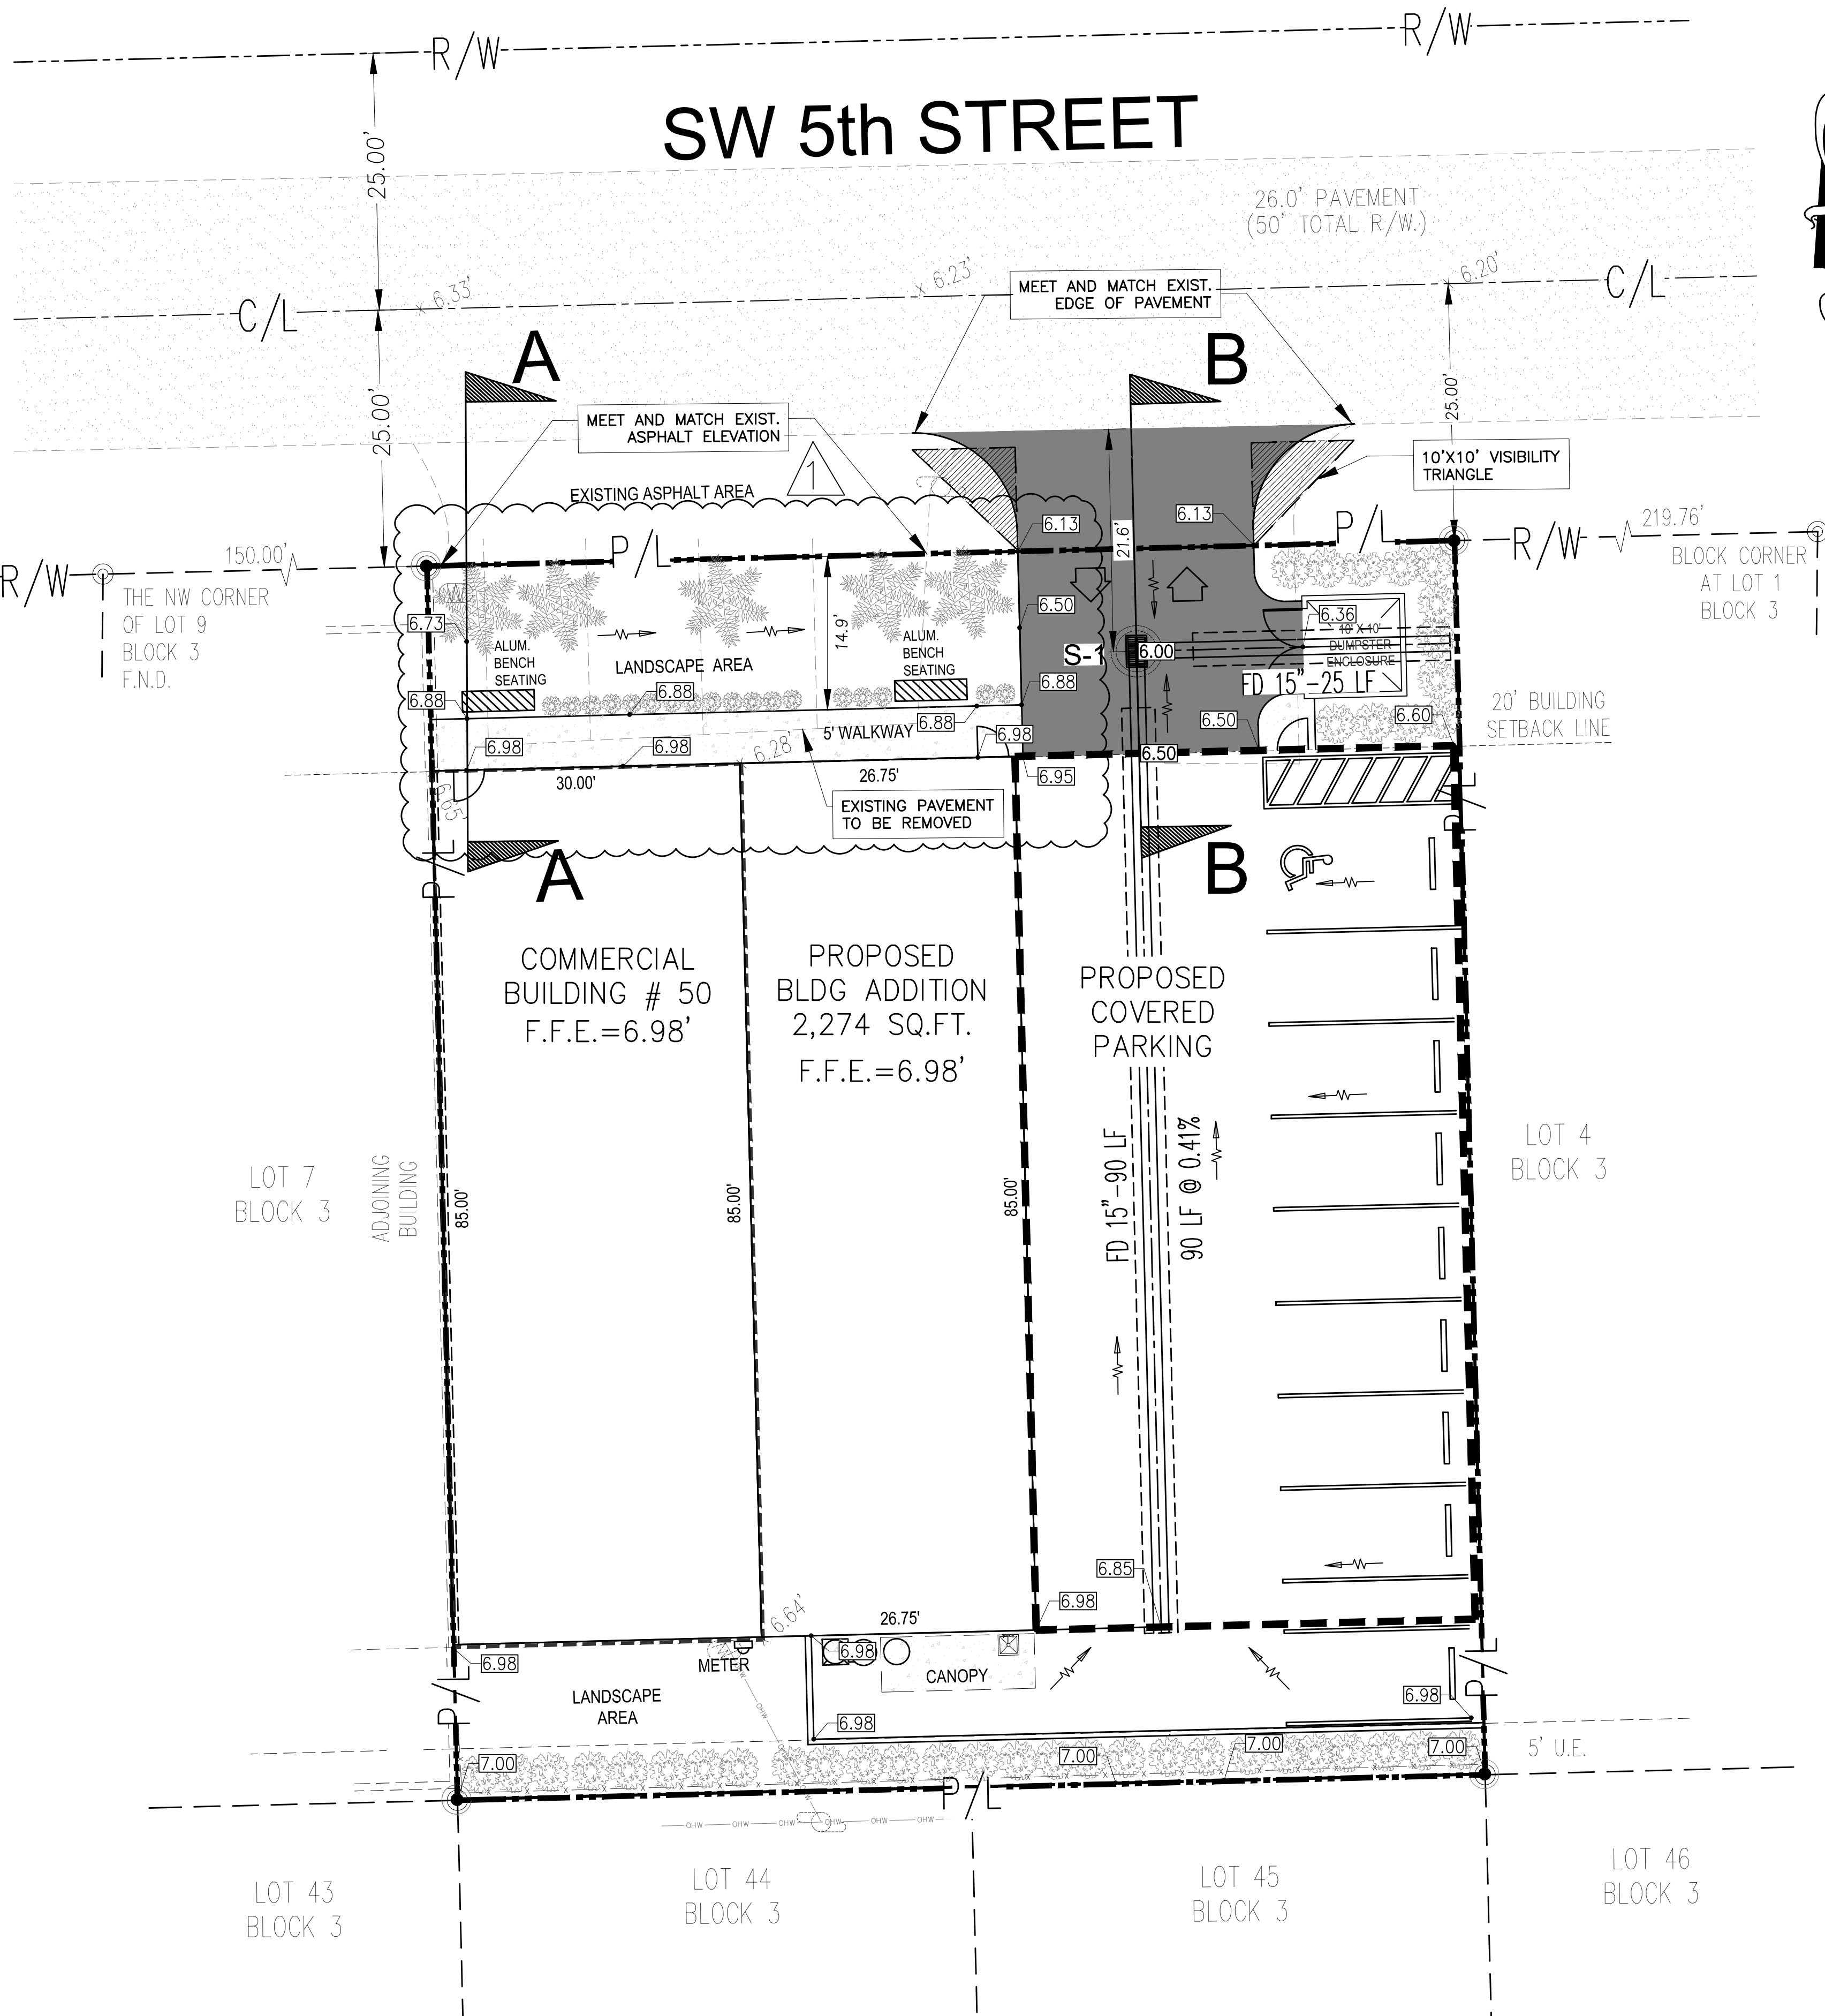 R/W
R/W
SW 5th STREET
25.00'
26.0' PAVEMENT
(50' TOTAL R/W.)
C/L
x 6.33'
x 6.23'
x 6.20'
C/L
MEET AND MATCH EXIST.
EDGE OF PAVEMENT
A
B
25.00'
25.00'
MEET AND MATCH EXIST.
ASPHALT ELEVATION
1
10'X10' VISIBILITY
TRIANGLE
EXISTING ASPHALT AREA
R/W
150.00'
P/L
6.13
21.6'
6.13
P/L
R/W
219.76'
THE NW CORNER
OF LOT 9
BLOCK 3
F.N.D.
BLOCK CORNER
AT LOT 1
BLOCK 3
6.73
6.50
6.36
14.9'
ALUM.
BENCH
SEATING
LANDSCAPE AREA
ALUM.
BENCH
SEATING
S-1
6.00
10' X 10'
DUMPSTER
ENCLOSURE
FD 15"-25 LF
6.88
6.88
6.88
6.88
6.50
6.60
20' BUILDING
SETBACK LINE
6.98
6.98
6.28'
5' WALKWAY
6.98
6.50
30.00'
26.75'
6.95
6.65'
EXISTING PAVEMENT
TO BE REMOVED
P/L
P/L
A
B
COMMERCIAL
BUILDING # 50
F.F.E.=6.98'
PROPOSED
BLDG ADDITION
2,274 SQ.FT.
F.F.E.=6.98'
PROPOSED
COVERED
PARKING
LOT 7
BLOCK 3
ADJOINING
BUILDING
85.00'
85.00'
85.00'
FD 15"-90 LF
90 LF @ 0.41%
LOT 4
BLOCK 3
6.85
6.98
6.64'
26.75'
6.98
METER
6.98
CANOPY
LANDSCAPE
AREA
P/L
6.98
6.98
P/L
OHW
7.00
7.00
7.00
7.00
5' U.E.
P/L
OHW
OHW
OHW
OHW
OHW
OHW
LOT 43
BLOCK 3
LOT 44
BLOCK 3
LOT 45
BLOCK 3
LOT 46
BLOCK 3